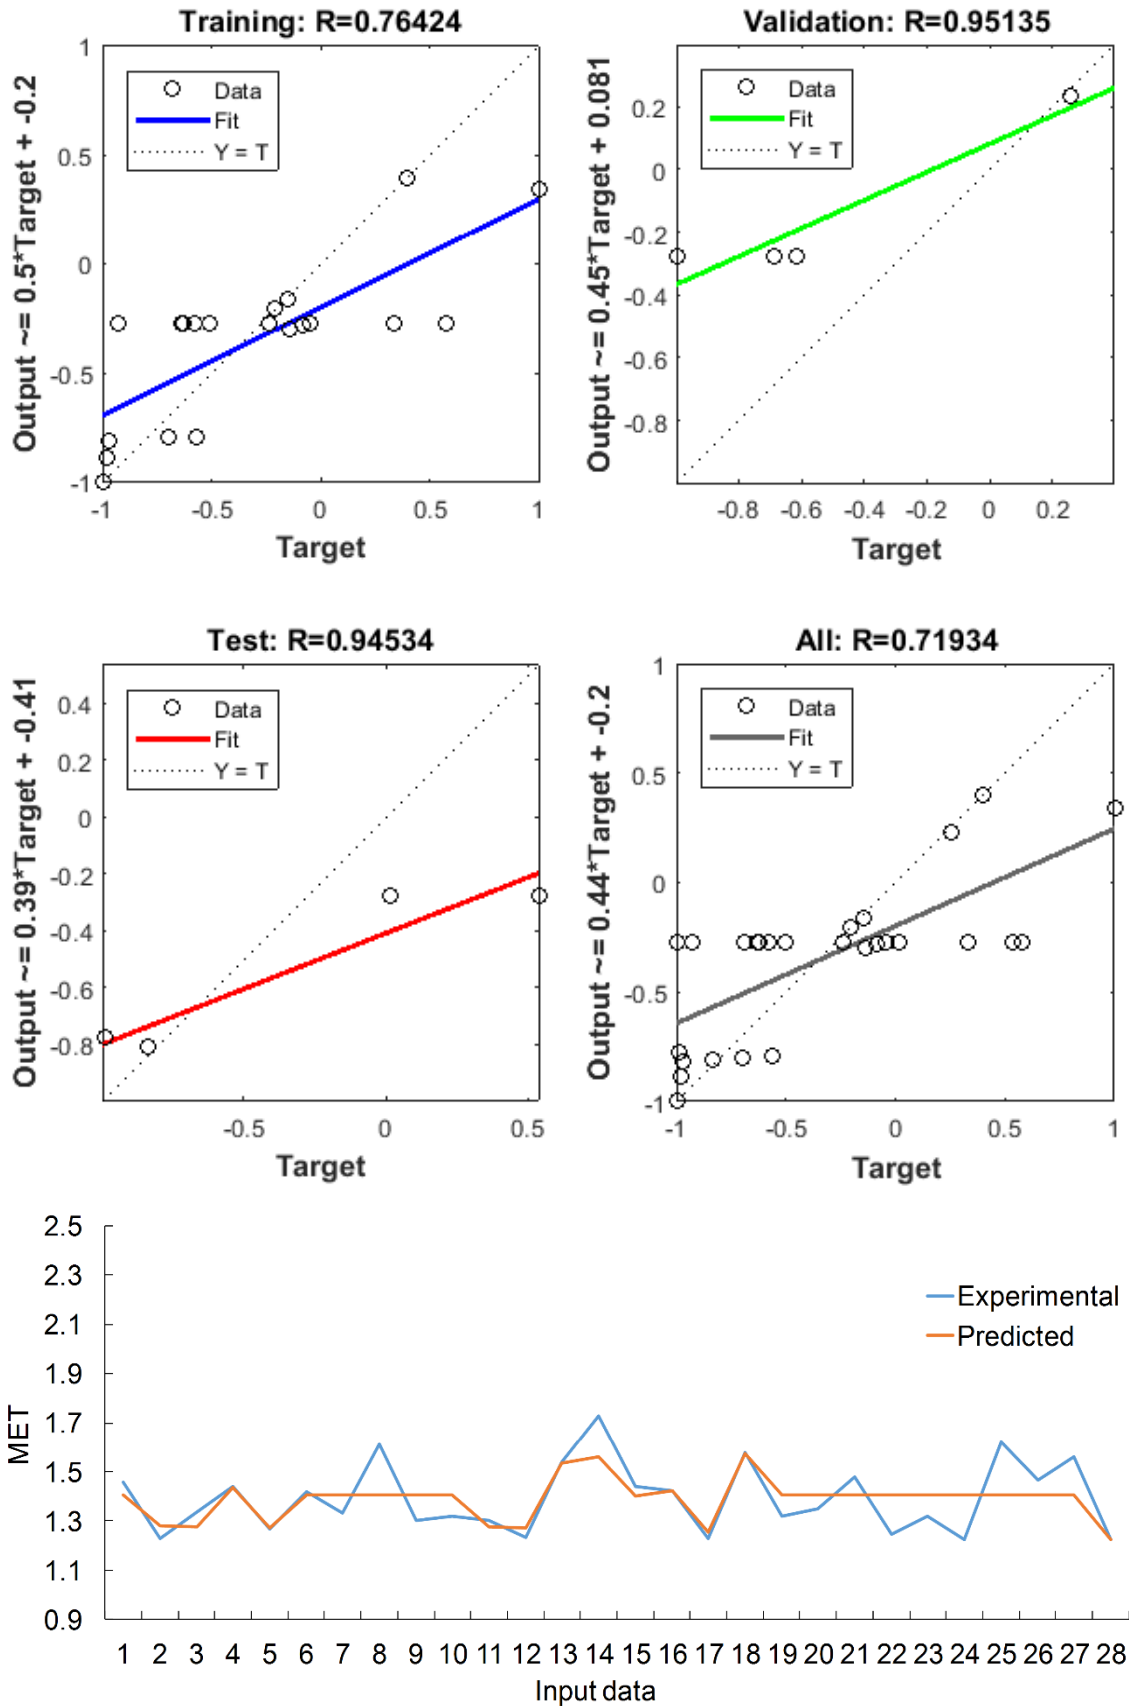 Training: R=0.76424
Output ~= 0.5*Target + -0.2
1
0.5
0
-0.5
-1
Data
Fit
Y = T
-1 -0.5 0 0.5 1
Target
Validation: R=0.95135
Output ~= 0.45*Target + 0.081
0.2
0
-0.2
-0.4
-0.6
-0.8
Data
Fit
Y = T
-0.8 -0.6 -0.4 -0.2 0 0.2
Target
Test: R=0.94534
Output ~= 0.39*Target + -0.41
0.4
0.2
0
-0.2
-0.4
-0.6
-0.8
Data
Fit
Y = T
-0.5 0 0.5
Target
All: R=0.71934
Output ~= 0.44*Target + -0.2
1
0.5
0
-0.5
-1
Data
Fit
Y = T
-1 -0.5 0 0.5 1
Target
MET
2.5
2.3
2.1
1.9
1.7
1.5
1.3
1.1
0.9
Experimental
Predicted
1 2 3 4 5 6 7 8 9 10 11 12 13 14 15 16 17 18 19 20 21 22 23 24 25 26 27 28
Input data